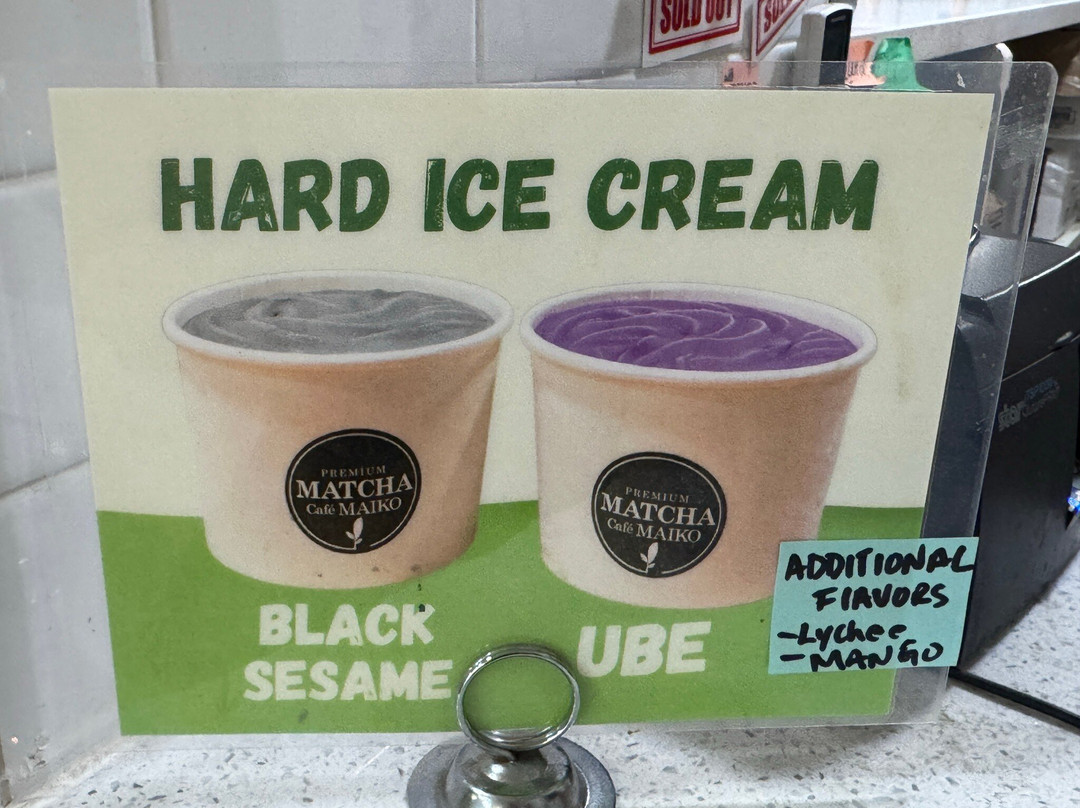 SOLD OUT
HARD ICE CREAM
PREMIUM
MATCHA
Café MAIKO
PREMIUM
MATCHA
Café MAIKO
BLACK
SESAME
UBE
ADDITIONAL
FlAVORS
-Lychee
-MANGO
star